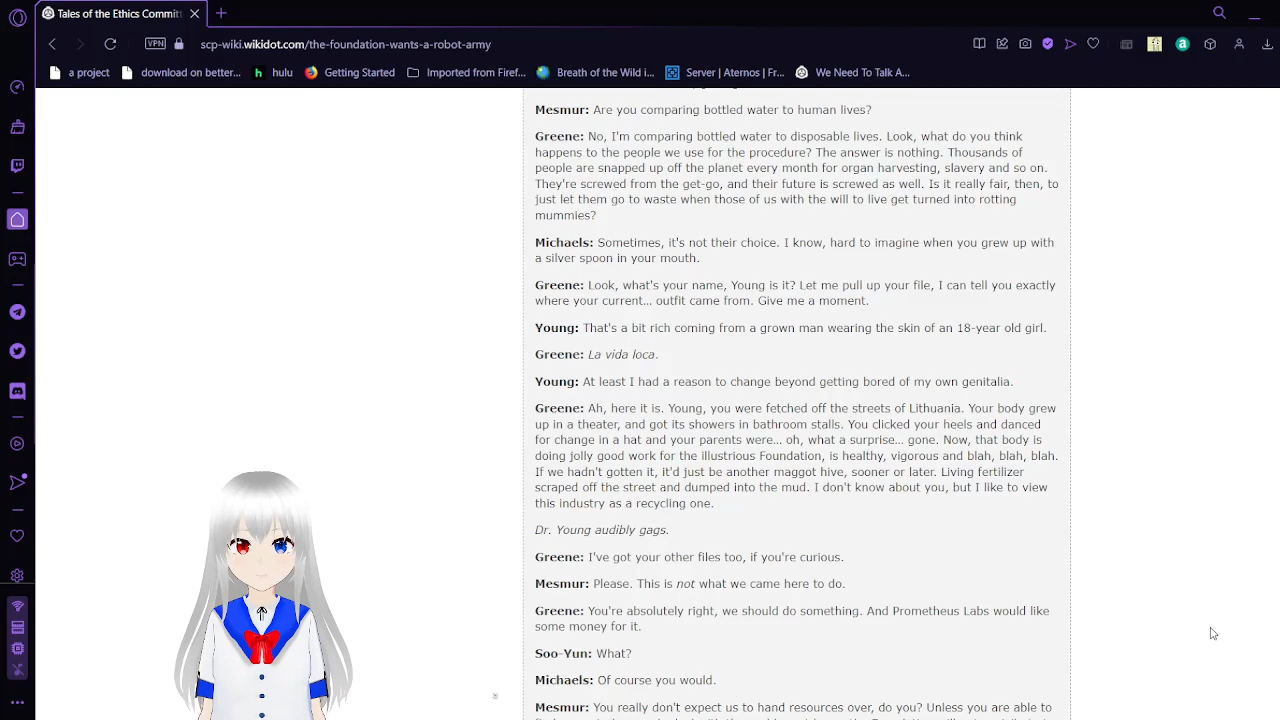 Tales of the Ethics Committ
VPN
scp-wiki.wikidot.com/the-foundation-wants-a-robot-army
a project
download on better...
hulu
Getting Started
Imported from Firef...
Breath of the Wild i...
Server | Aternos | Fr...
We Need To Talk A...
Mesmur: Are you comparing bottled water to human lives?
Greene: No, I'm comparing bottled water to disposable lives. Look, what do you think
happens to the people we use for the procedure? The answer is nothing. Thousands of
people are snapped up off the planet every month for organ harvesting, slavery and so on.
They're screwed from the get-go, and their future is screwed as well. Is it really fair, then, to
just let them go to waste when those of us with the will to live get turned into rotting
mummies?
Michaels: Sometimes, it's not their choice. I know, hard to imagine when you grew up with
a silver spoon in your mouth.
Greene: Look, what's your name, Young is it? Let me pull up your file, I can tell you exactly
where your current... outfit came from. Give me a moment.
Young: That's a bit rich coming from a grown man wearing the skin of an 18-year old girl.
Greene: La vida loca.
Young: At least I had a reason to change beyond getting bored of my own genitalia.
Greene: Ah, here it is. Young, you were fetched off the streets of Lithuania. Your body grew
up in a theater, and got its showers in bathroom stalls. You clicked your heels and danced
for change in a hat and your parents were... oh, what a surprise... gone. Now, that body is
doing jolly good work for the illustrious Foundation, is healthy, vigorous and blah, blah, blah.
If we hadn't gotten it, it'd just be another maggot hive, sooner or later. Living fertilizer
scraped off the street and dumped into the mud. I don't know about you, but I like to view
this industry as a recycling one.
Dr. Young audibly gags.
Greene: I've got your other files too, if you're curious.
Mesmur: Please. This is not what we came here to do.
Greene: You're absolutely right, we should do something. And Prometheus Labs would like
some money for it.
Soo-Yun: What?
Michaels: Of course you would.
Mesmur: You really don't expect us to hand resources over, do you? Unless you are able to